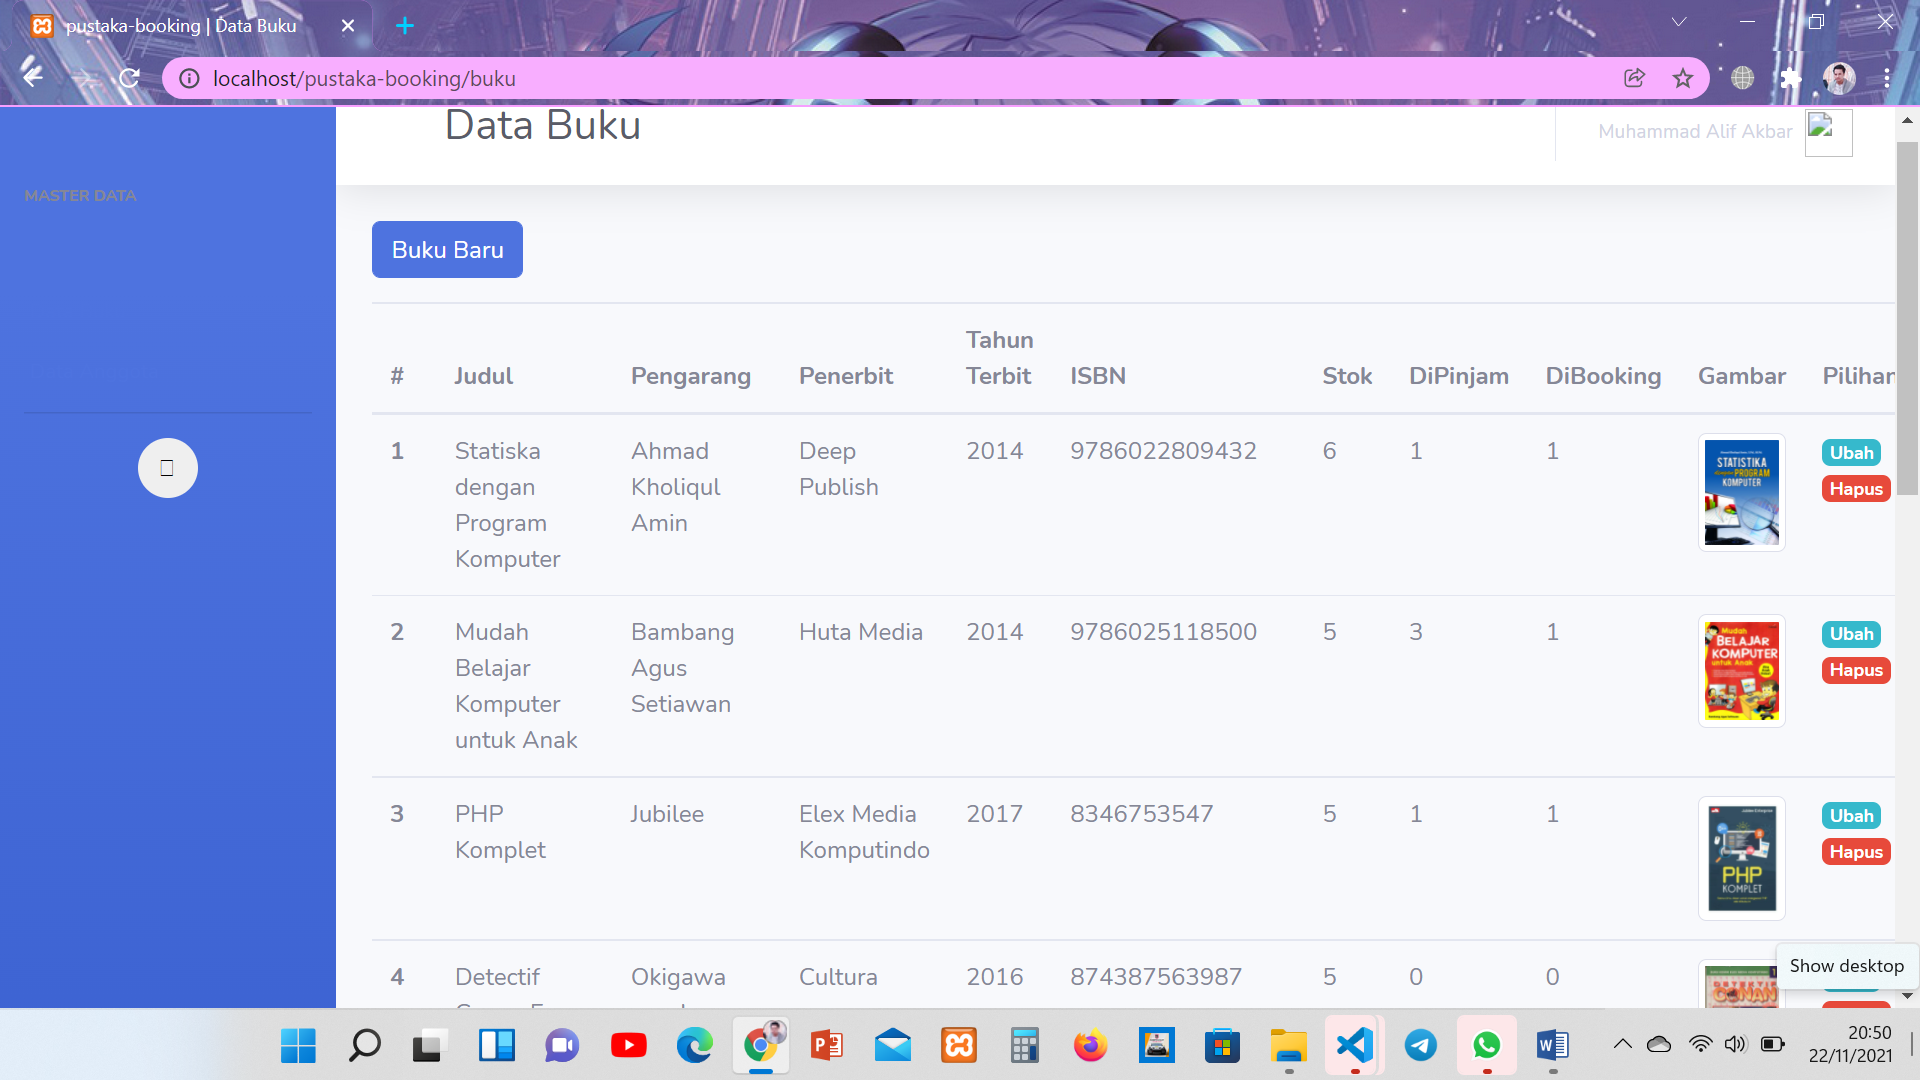 pustaka-booking | Data Buku
localhost/pustaka-booking/buku
Data Buku
Muhammad Alif Akbar
MASTER DATA
Buku Baru
# Judul Pengarang Penerbit Tahun Terbit ISBN Stok DiPinjam DiBooking Gambar Pilihan
1 Statiska dengan Program Komputer Ahmad Kholiqul Amin Deep Publish 2014 9786022809432 6 1 1 Ubah
Hapus
STATISTIKA
PROGRAM
KOMPUTER
2 Mudah Belajar Komputer untuk Anak Bambang Agus Setiawan Huta Media 2014 9786025118500 5 3 1 Ubah
Hapus
Mudah
BELAJAR
KOMPUTER
untuk Anak
3 PHP Komplet Jubilee Elex Media Komputindo 2017 8346753547 5 1 1 Ubah
Hapus
PHP
KOMPLET
4 Detectif Okigawa Cultura 2016 874387563987 5 0 0
CONAN
Show desktop
20:50
22/11/2021